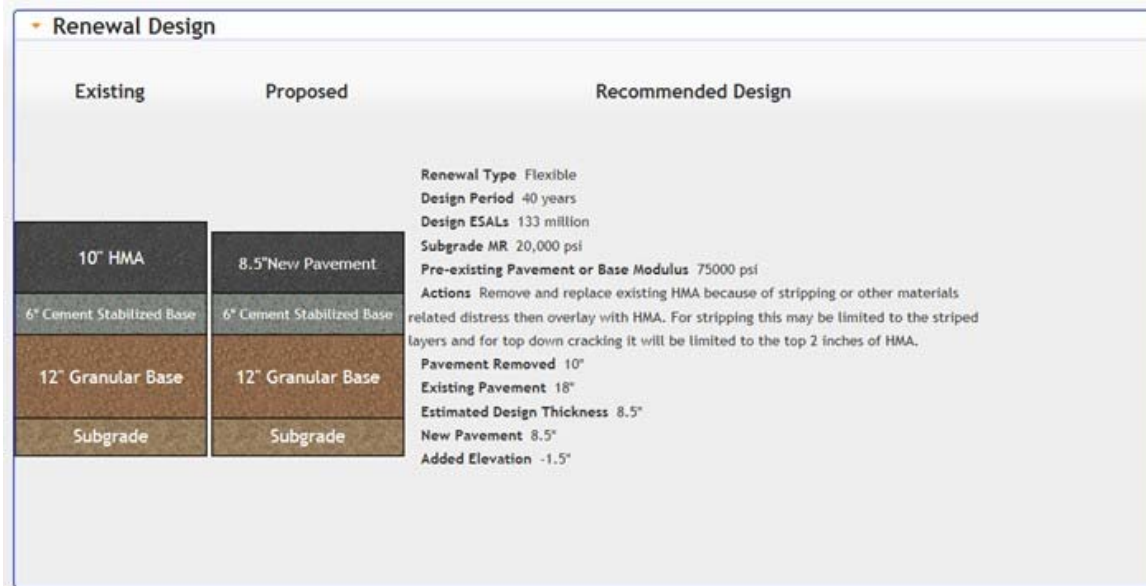 Renewal Design
Existing Proposed Recommended Design
Renewal Type Flexible
Design Period 40 years
Design ESALs 133 million
Subgrade MR 20,000 psi
Pre-existing Pavement or Base Modulus 75000 psi
Actions Remove and replace existing HMA because of stripping or other materials
related distress then overlay with HMA. For stripping this may be limited to the striped
layers and for top down cracking it will be limited to the top 2 inches of HMA.
Pavement Removed 10"
Existing Pavement 18"
Estimated Design Thickness 8.5"
New Pavement 8.5"
Added Elevation -1.5"
10" HMA
6" Cement Stabilized Base
12" Granular Base
Subgrade
8.5"New Pavement
6" Cement Stabilized Base
12" Granular Base
Subgrade